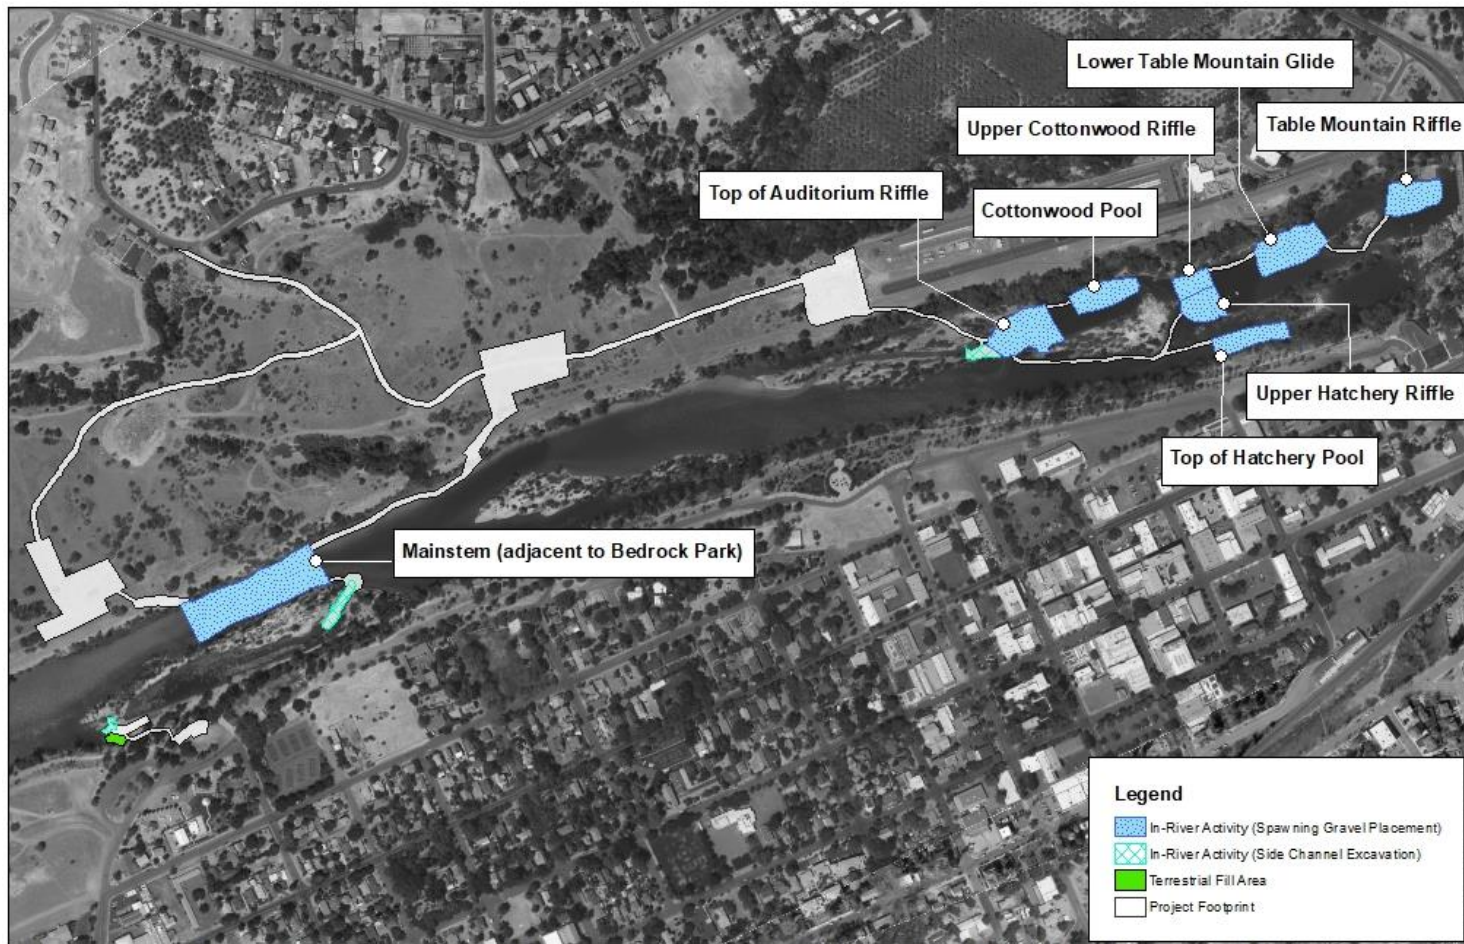 Lower Table Mountain Glide
Upper Cottonwood Riffle
Table Mountain Riffle
Top of Auditorium Riffle
Cottonwood Pool
Upper Hatchery Riffle
Top of Hatchery Pool
Mainstem (adjacent to Bedrock Park)
Legend
In-River Activity (Spawning Gravel Placement)
In-River Activity (Side Channel Excavation)
Terrestrial Fill Area
Project Footprint